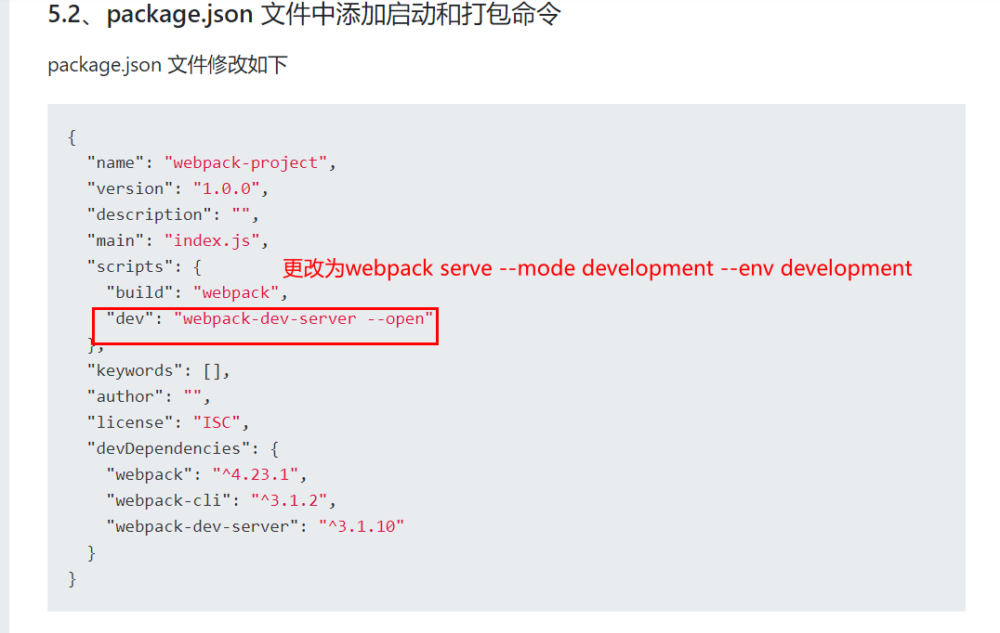 5.2、package.json 文件中添加启动和打包命令
package.json 文件修改如下
{
"name": "webpack-project",
"version": "1.0.0",
"description": "",
"main": "index.js",
"scripts": {
更改为webpack serve --mode development --env development
"build": "webpack",
"dev": "webpack-dev-server --open"
},
"keywords": [],
"author": "",
"license": "ISC",
"devDependencies": {
"webpack": "^4.23.1",
"webpack-cli": "^3.1.2",
"webpack-dev-server": "^3.1.10"
}
}